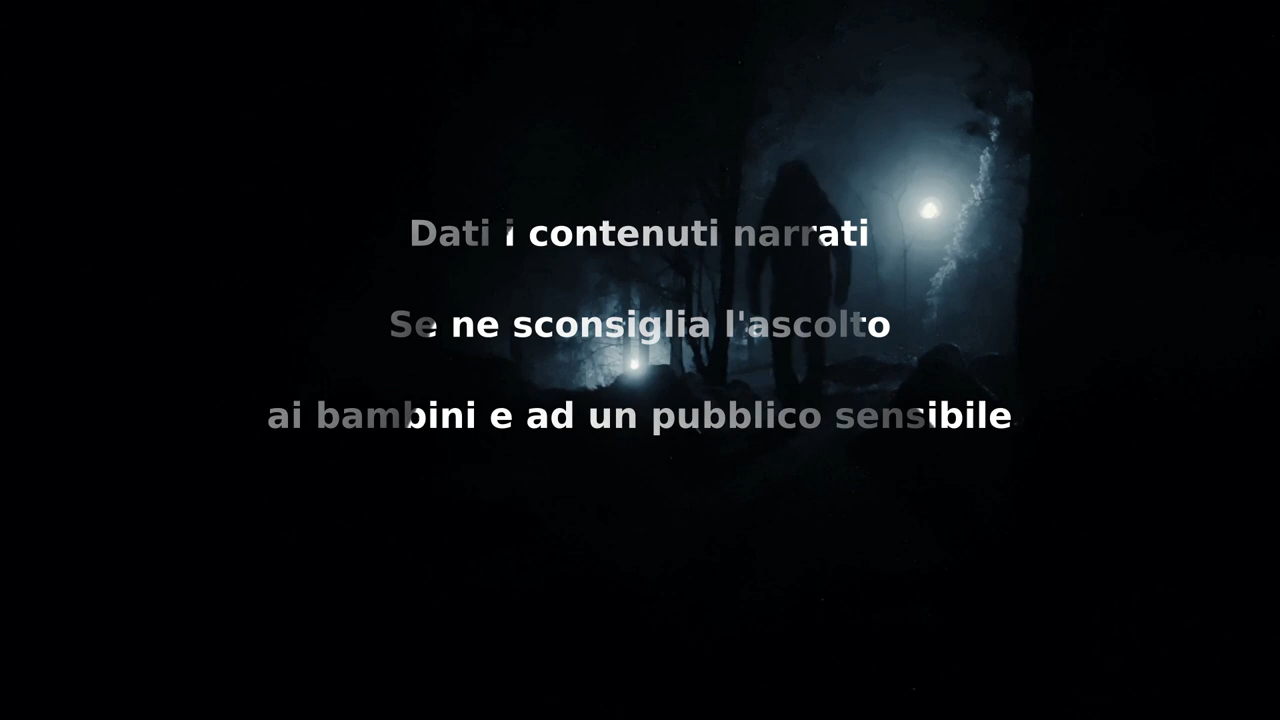 Dati i contenuti narrati
Se ne sconsiglia l'ascolto
ai bambini e ad un pubblico sensibile